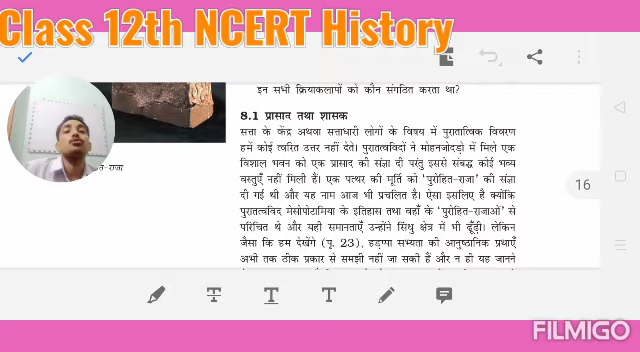 Class 12th NCERT History
इन सभी क्रियाकलापों को कौन संगठित करता था?
8.1 प्रासाद तथा शासक
सत्ता के केंद्र अथवा सत्ताधारी लोगों के विषय में पुरातात्विक विवरण
हमें कोई त्वरित उत्तर नहीं देते। पुरातत्वविदों ने मोहनजोदड़ो में मिले एक
विशाल भवन को एक प्रासाद की संज्ञा दी परंतु इससे संबद्ध कोई भव्य
वस्तुएँ नहीं मिली हैं। एक पत्थर की मूर्ति को 'पुरोहित-राजा' की संज्ञा
दी गई थी और यह नाम आज भी प्रचलित है। ऐसा इसलिए है क्योंकि
पुरातत्वविद मेसोपोटामिया के इतिहास तथा वहाँ के 'पुरोहित-राजाओं' से
परिचित थे और यही समानताएँ उन्होंने सिंधु क्षेत्र में भी ढूँढ़ी। लेकिन
जैसा कि हम देखेंगे (पृ. 23), हड़प्पा सभ्यता की आनुष्ठानिक प्रथाएँ
अभी तक ठीक प्रकार से समझी नहीं जा सकी हैं और न ही यह जानने
त-राजा
16
T
T
T
FILMIGO